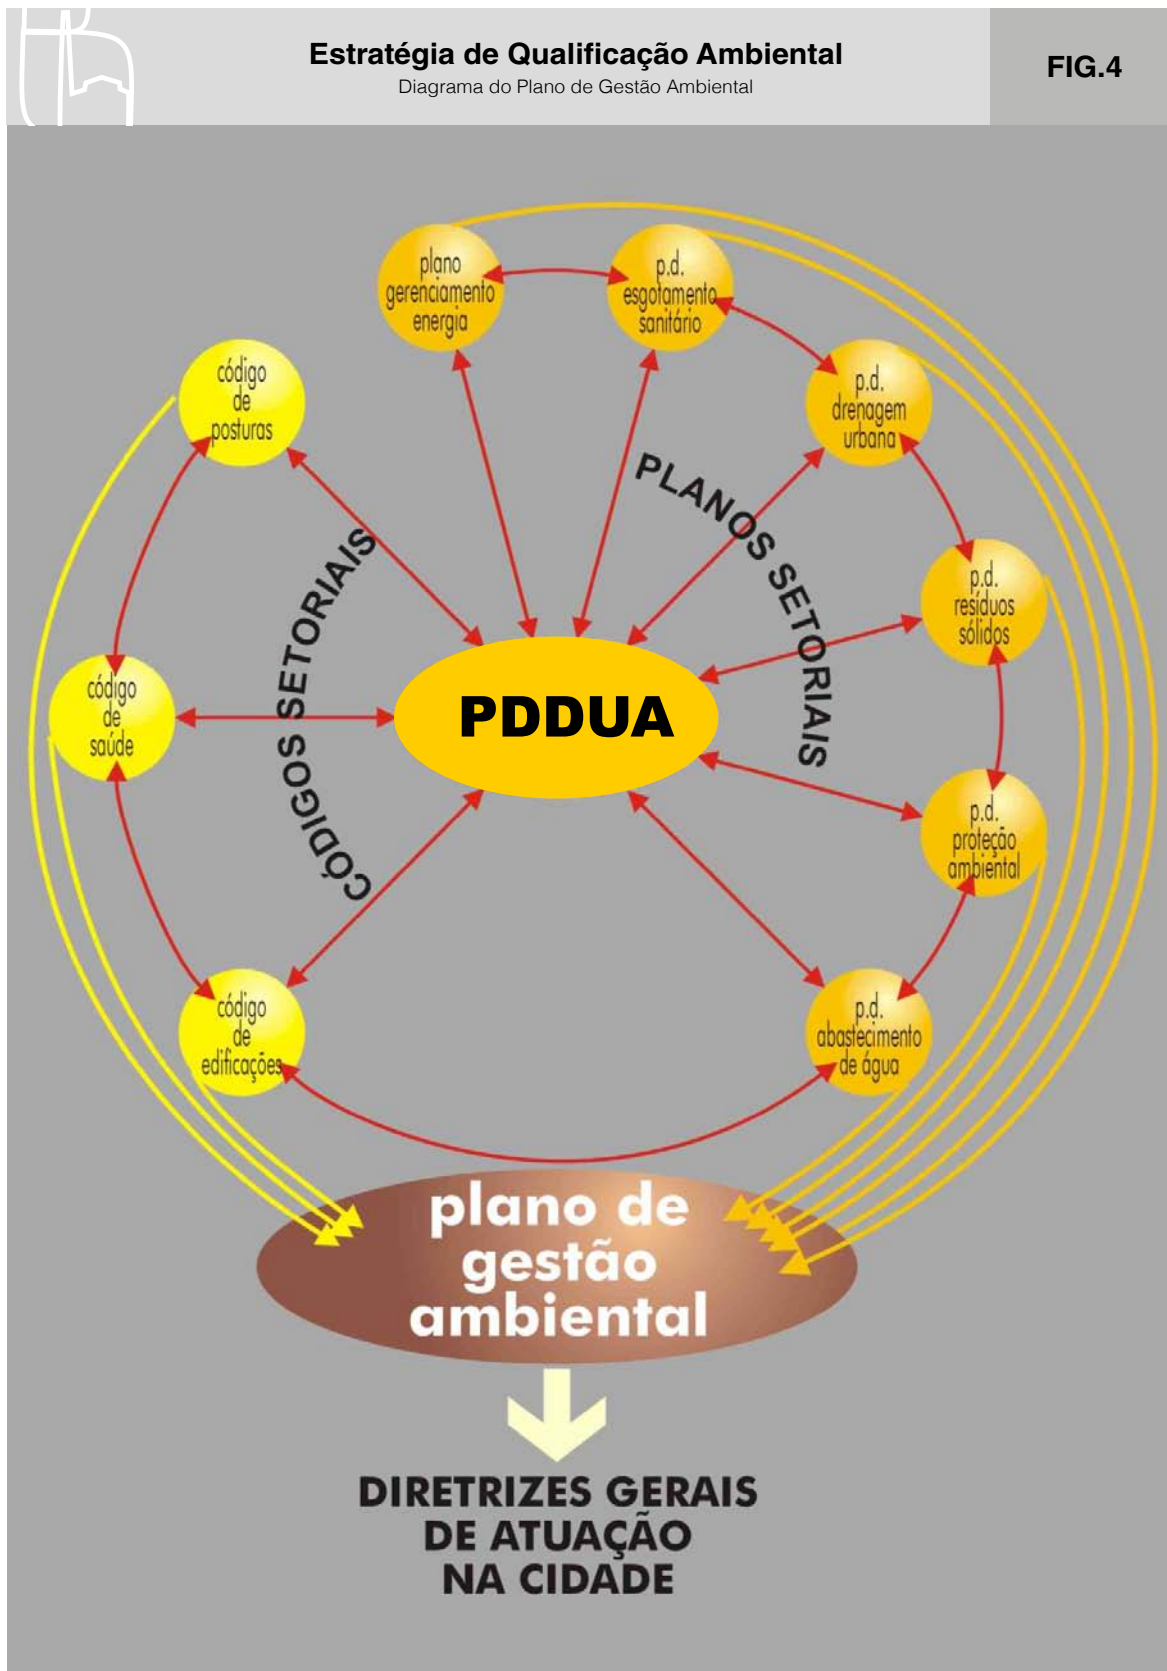 Estratégia de Qualificação Ambiental
Diagrama do Plano de Gestão Ambiental
FIG.4
plano
gerenciamento
energia
p.d.
esgotamento
sanitário
código
de
posturas
p.d.
drenagem
urbana
PLANOS SETORIAIS
CÓDIGOS SETORIAIS
p.d.
resíduos
sólidos
código
de
saúde
PDDUA
p.d.
proteção
ambiental
código
de
edificações
p.d.
abastecimento
de água
plano de
gestão
ambiental
DIRETRIZES GERAIS
DE ATUAÇÃO
NA CIDADE